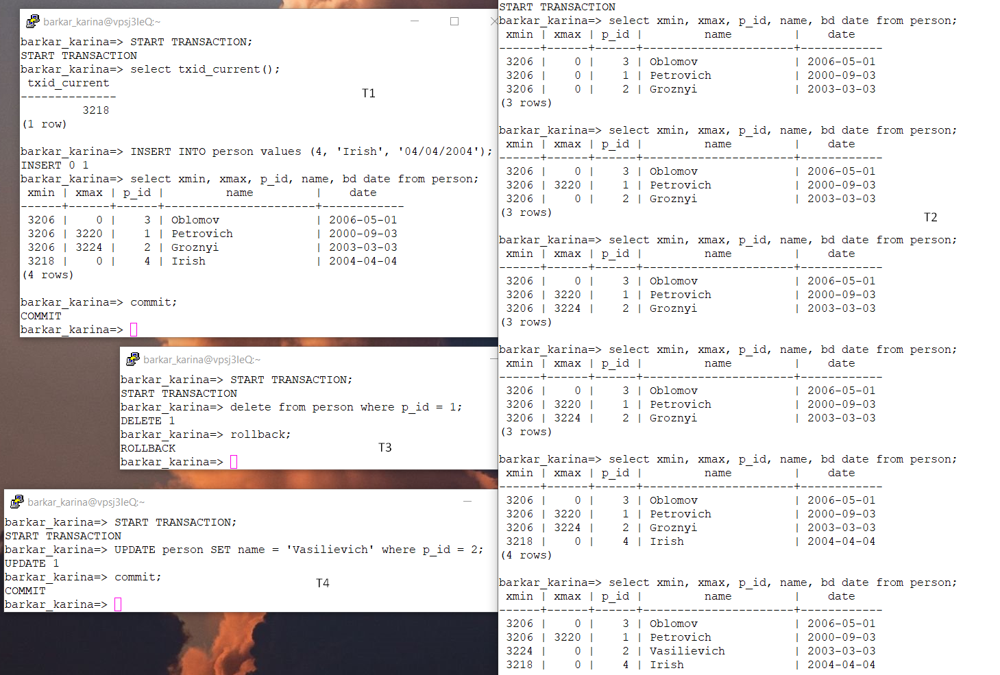 barkar_karina@vpsj3leQ:~
barkar_karina=> START TRANSACTION;
START TRANSACTION
barkar_karina=> select txid_current();
txid_current
--------------
3218
(1 row)
T1
barkar_karina=> INSERT INTO person values (4, 'Irish', '04/04/2004');
INSERT 0 1
barkar_karina=> select xmin, xmax, p_id, name, bd date from person;
xmin | xmax | p_id | name | date
------+------+------+----------------------+------------
3206 | 0 | 3 | Oblomov | 2006-05-01
3206 | 3220 | 1 | Petrovich | 2000-09-03
3206 | 3224 | 2 | Groznyi | 2003-03-03
3218 | 0 | 4 | Irish | 2004-04-04
(4 rows)
barkar_karina=> commit;
COMMIT
barkar_karina=>
barkar_karina@vpsj3leQ:~
barkar_karina=> START TRANSACTION;
START TRANSACTION
barkar_karina=> delete from person where p_id = 1;
DELETE 1
barkar_karina=> rollback;
ROLLBACK
T3
barkar_karina=>
barkar_karina@vpsj3leQ:~
barkar_karina=> START TRANSACTION;
START TRANSACTION
barkar_karina=> UPDATE person SET name = 'Vasilievich' where p_id = 2;
UPDATE 1
barkar_karina=> commit;
T4
COMMIT
barkar_karina=>
START TRANSACTION
barkar_karina=> select xmin, xmax, p_id, name, bd date from person;
xmin | xmax | p_id | name | date
------+------+------+----------------------+------------
3206 | 0 | 3 | Oblomov | 2006-05-01
3206 | 0 | 1 | Petrovich | 2000-09-03
3206 | 0 | 2 | Groznyi | 2003-03-03
(3 rows)
barkar_karina=> select xmin, xmax, p_id, name, bd date from person;
xmin | xmax | p_id | name | date
------+------+------+----------------------+------------
3206 | 0 | 3 | Oblomov | 2006-05-01
3206 | 3220 | 1 | Petrovich | 2000-09-03
3206 | 0 | 2 | Groznyi | 2003-03-03
(3 rows)
T2
barkar_karina=> select xmin, xmax, p_id, name, bd date from person;
xmin | xmax | p_id | name | date
------+------+------+----------------------+------------
3206 | 0 | 3 | Oblomov | 2006-05-01
3206 | 3220 | 1 | Petrovich | 2000-09-03
3206 | 3224 | 2 | Groznyi | 2003-03-03
(3 rows)
barkar_karina=> select xmin, xmax, p_id, name, bd date from person;
xmin | xmax | p_id | name | date
------+------+------+----------------------+------------
3206 | 0 | 3 | Oblomov | 2006-05-01
3206 | 3220 | 1 | Petrovich | 2000-09-03
3206 | 3224 | 2 | Groznyi | 2003-03-03
(3 rows)
barkar_karina=> select xmin, xmax, p_id, name, bd date from person;
xmin | xmax | p_id | name | date
------+------+------+----------------------+------------
3206 | 0 | 3 | Oblomov | 2006-05-01
3206 | 3220 | 1 | Petrovich | 2000-09-03
3206 | 3224 | 2 | Groznyi | 2003-03-03
3218 | 0 | 4 | Irish | 2004-04-04
(4 rows)
barkar_karina=> select xmin, xmax, p_id, name, bd date from person;
xmin | xmax | p_id | name | date
------+------+------+----------------------+------------
3206 | 0 | 3 | Oblomov | 2006-05-01
3206 | 3220 | 1 | Petrovich | 2000-09-03
3224 | 0 | 2 | Vasilievich | 2003-03-03
3218 | 0 | 4 | Irish | 2004-04-04